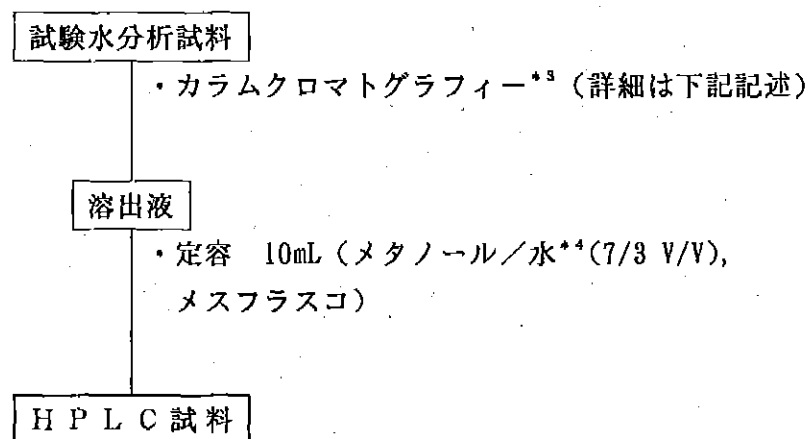 試験水分析試料
・カラムクロマトグラフィー*3（詳細は下記記述）
溶出液
・定容 10mL（メタノール／水*4(7/3 V/V),
メスフラスコ）
ＨＰＬＣ試料